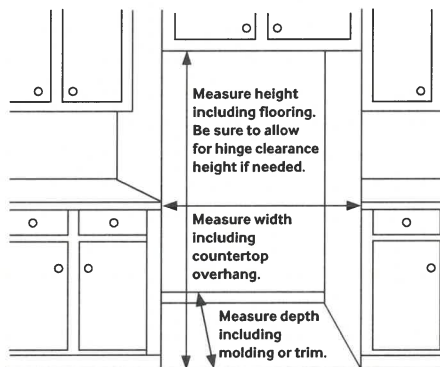 Measure height
including flooring.
Be sure to allow
for hinge clearance
height if needed.
Measure width
including
countertop
overhang.
Measure depth
including
molding or trim.